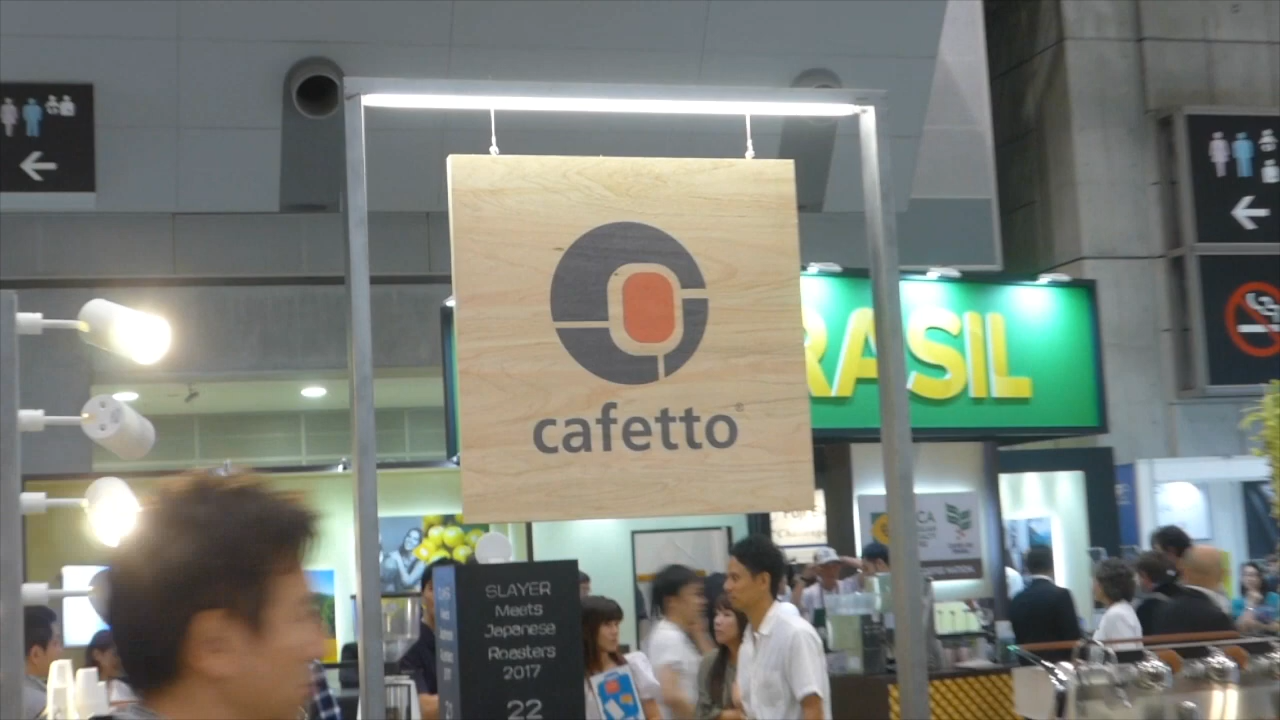 cafetto
RASIL
SLAYER
Meets
Japanese
Roasters
2017
22